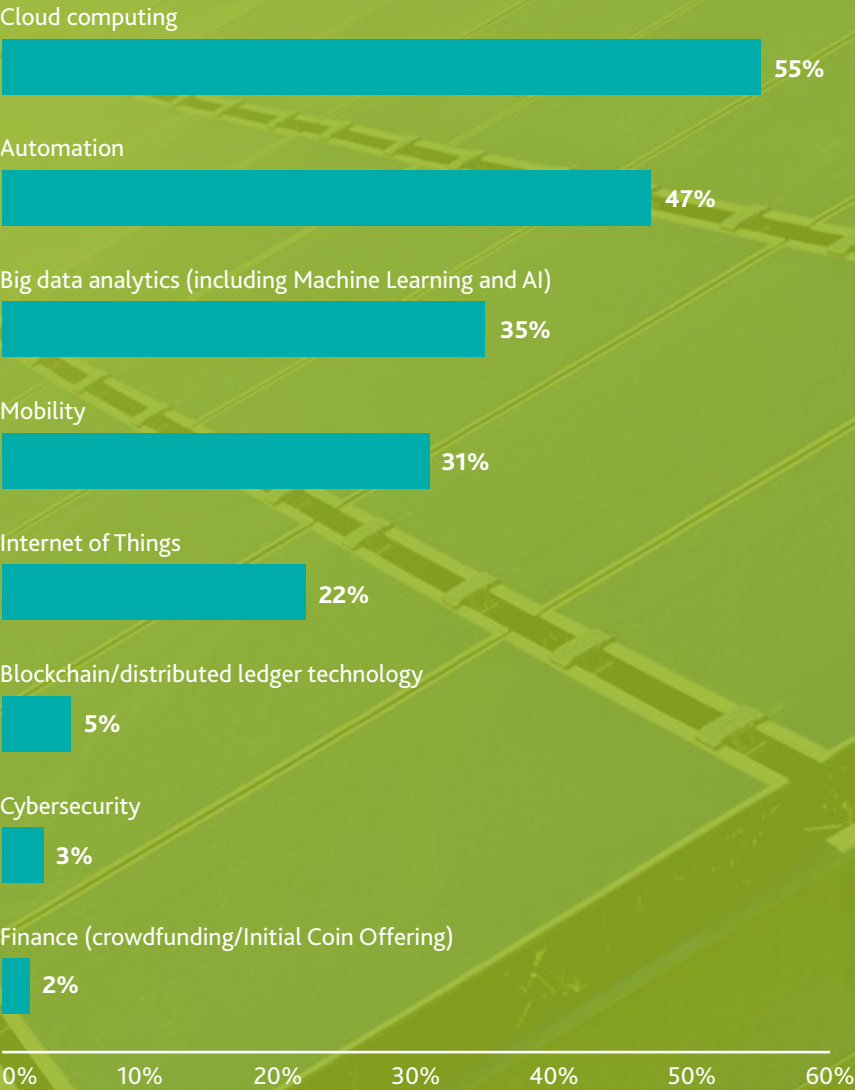 Cloud computing
55%
Automation
47%
Big data analytics (including Machine Learning and AI)
35%
Mobility
31%
Internet of Things
22%
Blockchain/distributed ledger technology
5%
Cybersecurity
3%
Finance (crowdfunding/Initial Coin Offering)
2%
0% 10% 20% 30% 40% 50% 60%